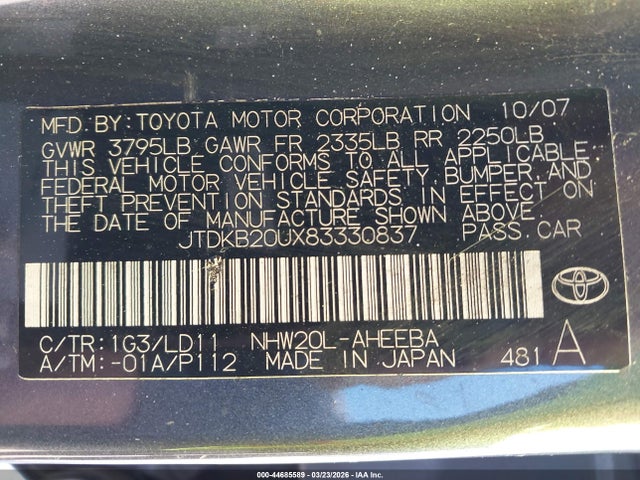 MFD.BY:TOYOTA MOTOR CORPORATION 10/07
GVWR 3795LB GAWR FR 2335LB RR 2250LB
THIS VEHICLE CONFORMS TO ALL APPLICABLE
FEDERAL MOTOR VEHICLE SAFETY, BUMPER, AND
THEFT PREVENTION STANDARDS IN EFFECT ON
THE DATE OF MANUFACTURE SHOWN ABOVE.
JTDKB20UX83330837 PASS.CAR
C/TR:1G3/LD11 NHW20L-AHEEBA
A/TM:-01A/P112 MADE IN JAPAN 481 A
000-44685589 - 03/23/2026 - IAA Inc.